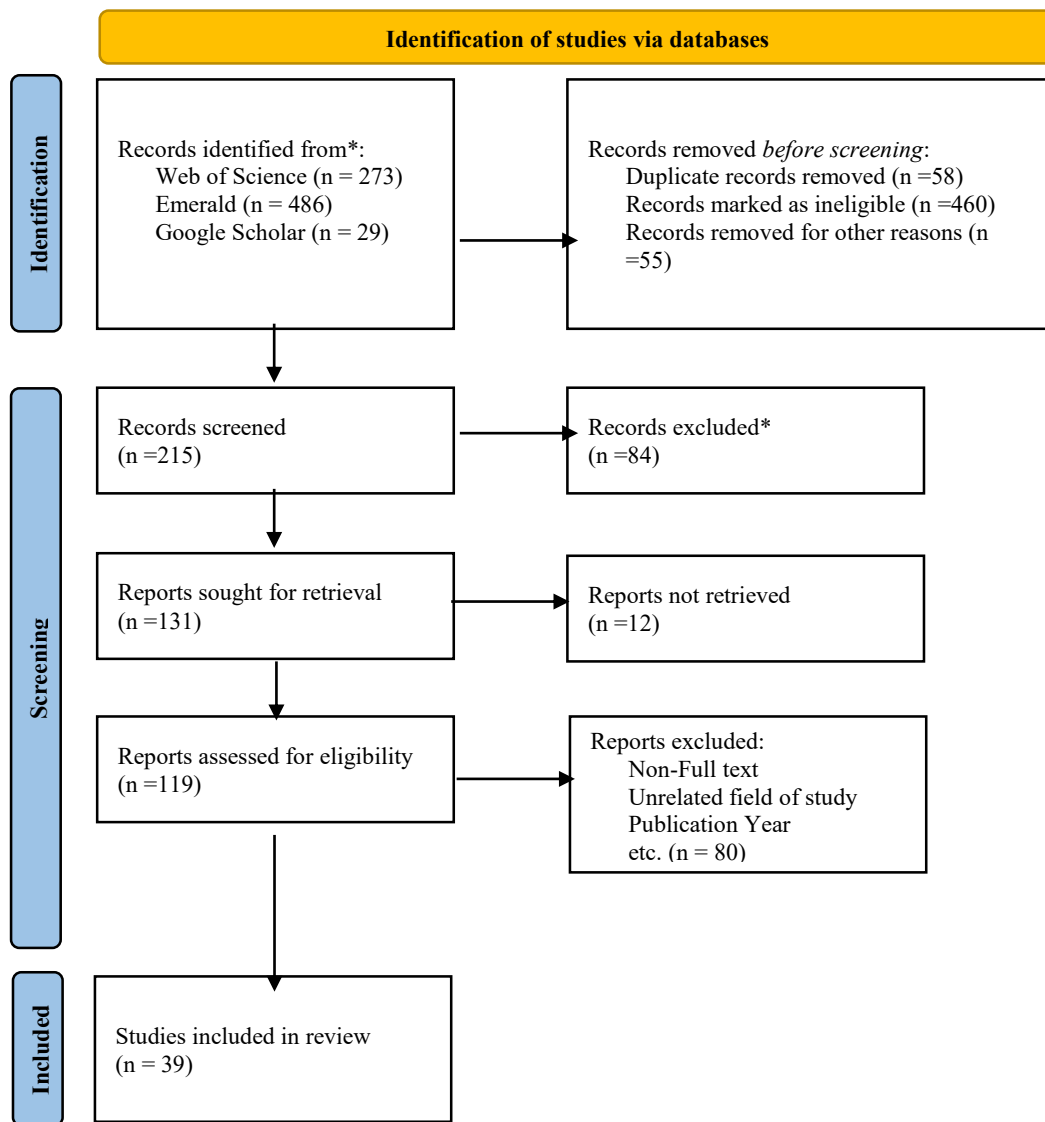 Identification of studies via databases
Identification
Records identified from*:
Web of Science (n = 273)
Emerald (n = 486)
Google Scholar (n = 29)
Records removed before screening:
Duplicate records removed (n =58)
Records marked as ineligible (n =460)
Records removed for other reasons (n
=55)
Screening
Records screened
(n =215)
Records excluded*
(n =84)
Reports sought for retrieval
(n =131)
Reports not retrieved
(n =12)
Reports assessed for eligibility
(n =119)
Reports excluded:
Non-Full text
Unrelated field of study
Publication Year
etc. (n = 80)
Included
Studies included in review
(n = 39)